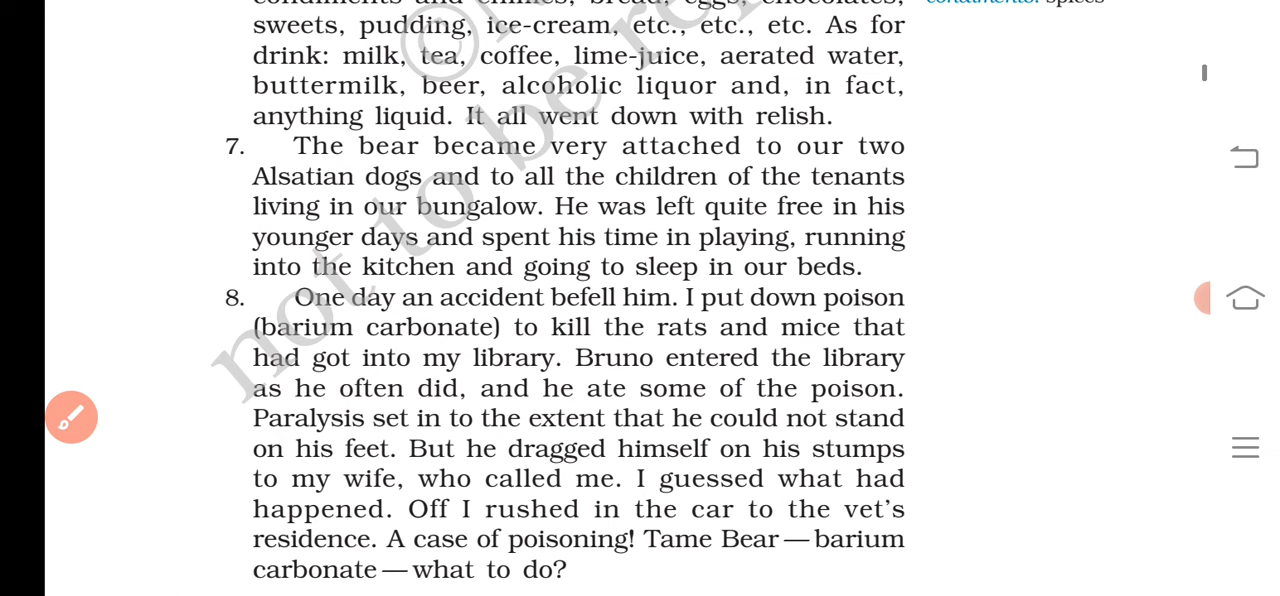 condiments and chillies, bread, eggs, chocolates,
condiments: spices
sweets, pudding, ice-cream, etc., etc., etc. As for
drink: milk, tea, coffee, lime-juice, aerated water,
buttermilk, beer, alcoholic liquor and, in fact,
anything liquid. It all went down with relish.
7. The bear became very attached to our two
Alsatian dogs and to all the children of the tenants
living in our bungalow. He was left quite free in his
younger days and spent his time in playing, running
into the kitchen and going to sleep in our beds.
8. One day an accident befell him. I put down poison
(barium carbonate) to kill the rats and mice that
had got into my library. Bruno entered the library
as he often did, and he ate some of the poison.
Paralysis set in to the extent that he could not stand
on his feet. But he dragged himself on his stumps
to my wife, who called me. I guessed what had
happened. Off I rushed in the car to the vet’s
residence. A case of poisoning! Tame Bear — barium
carbonate — what to do?
©
not to be re